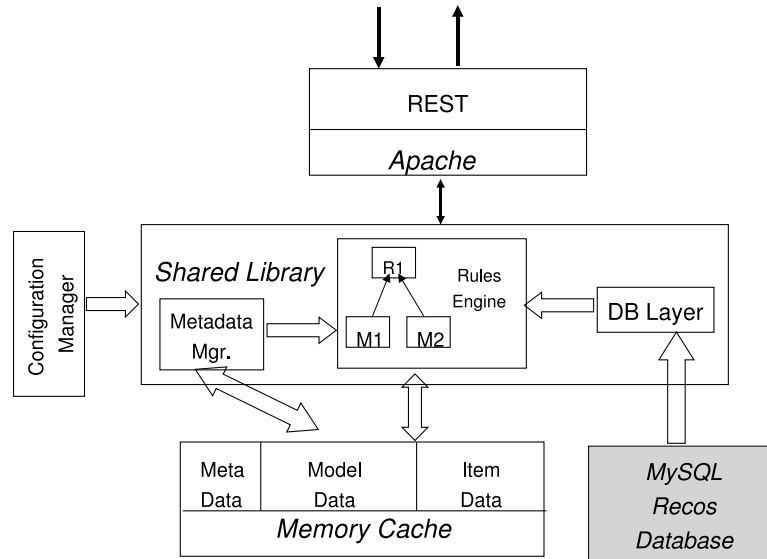 REST
Apache
Configuration
Manager
Shared Library
R1
Rules
Engine
M1
M2
Metadata
Mgr.
DB Layer
Meta
Data
Model
Data
Item
Data
Memory Cache
MySQL
Recos
Database